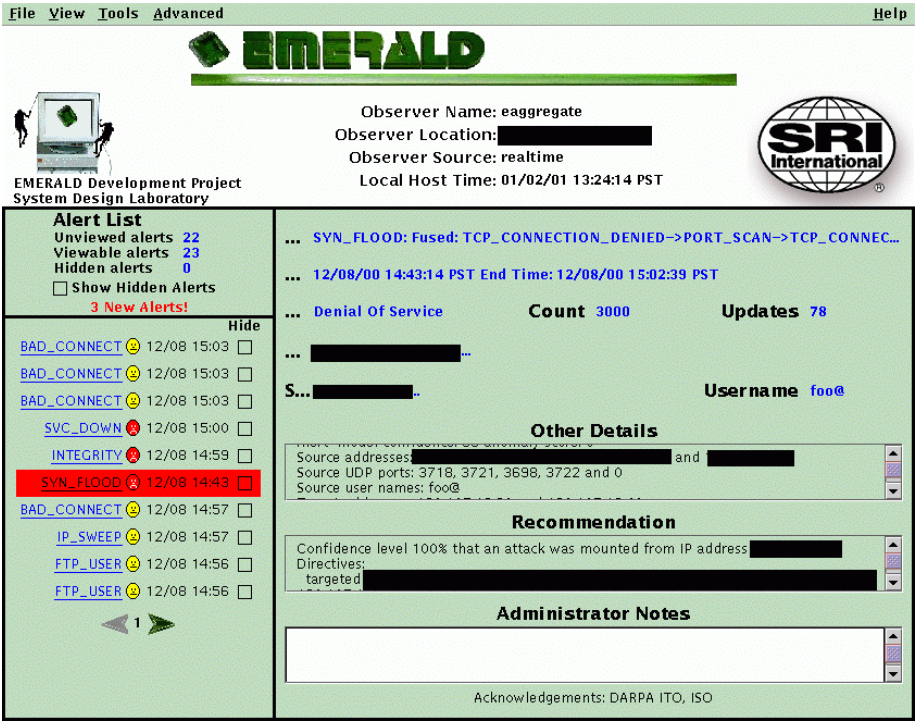 File View Tools Advanced Help
EMERALD
Observer Name: eaggregate
Observer Location:
Observer Source: realtime
Local Host Time: 01/02/01 13:24:14 PST
EMERALD Development Project
System Design Laboratory
SRI
International
®
Alert List
Unviewed alerts 22
Viewable alerts 23
Hidden alerts 0
Show Hidden Alerts
3 New Alerts!
Hide
BAD_CONNECT 12/08 15:03
BAD_CONNECT 12/08 15:03
BAD_CONNECT 12/08 15:03
SVC_DOWN 12/08 15:00
INTEGRITY 12/08 14:59
SYN_FLOOD 12/08 14:43
BAD_CONNECT 12/08 14:57
IP_SWEEP 12/08 14:57
FTP_USER 12/08 14:56
FTP_USER 12/08 14:56
1
... SYN_FLOOD: Fused: TCP_CONNECTION_DENIED->PORT_SCAN->TCP_CONNEC...
... 12/08/00 14:43:14 PST End Time: 12/08/00 15:02:39 PST
... Denial Of Service Count 3000 Updates 78
... ...
S... .. Username foo@
Other Details
Source addresses: and
Source UDP ports: 3718, 3721, 3698, 3722 and 0
Source user names: foo@
Recommendation
Confidence level 100% that an attack was mounted from IP address
Directives:
targeted
Administrator Notes
Acknowledgements: DARPA ITO, ISO